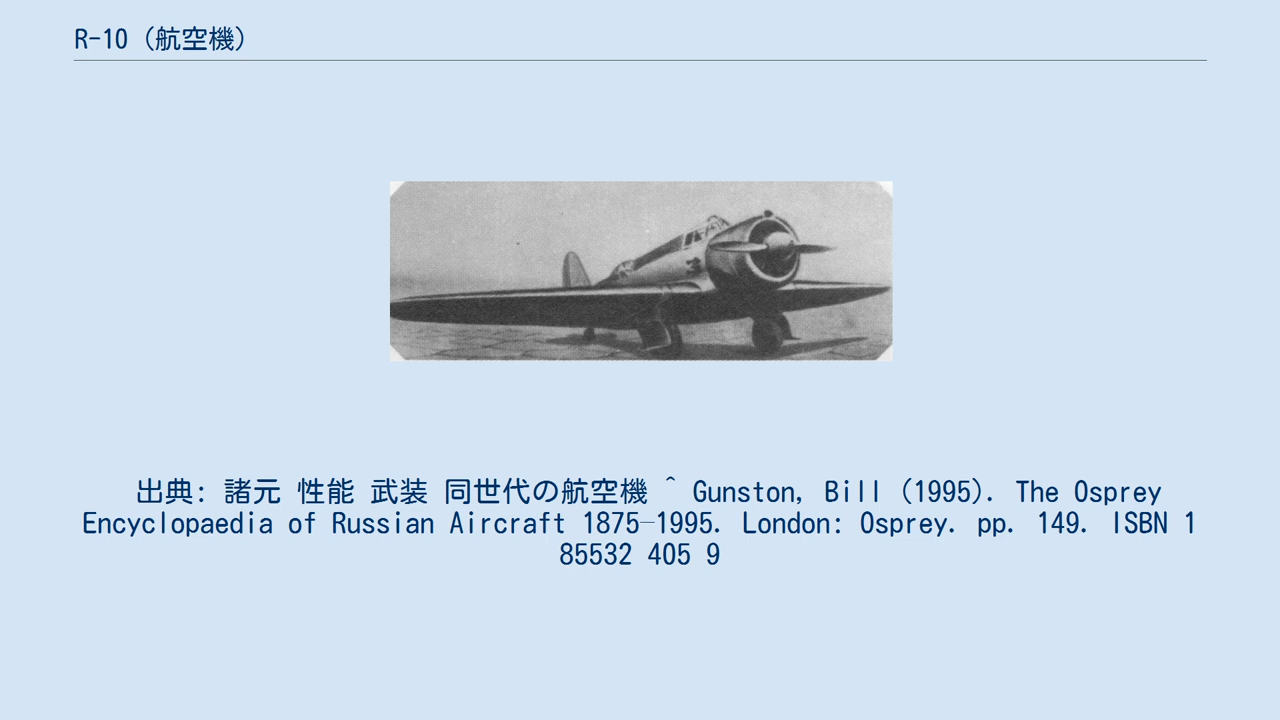 R-10（航空機）
出典: 諸元 性能 武装 同世代の航空機 ^ Gunston, Bill (1995). The Osprey
Encyclopaedia of Russian Aircraft 1875–1995. London: Osprey. pp. 149. ISBN 1
85532 405 9